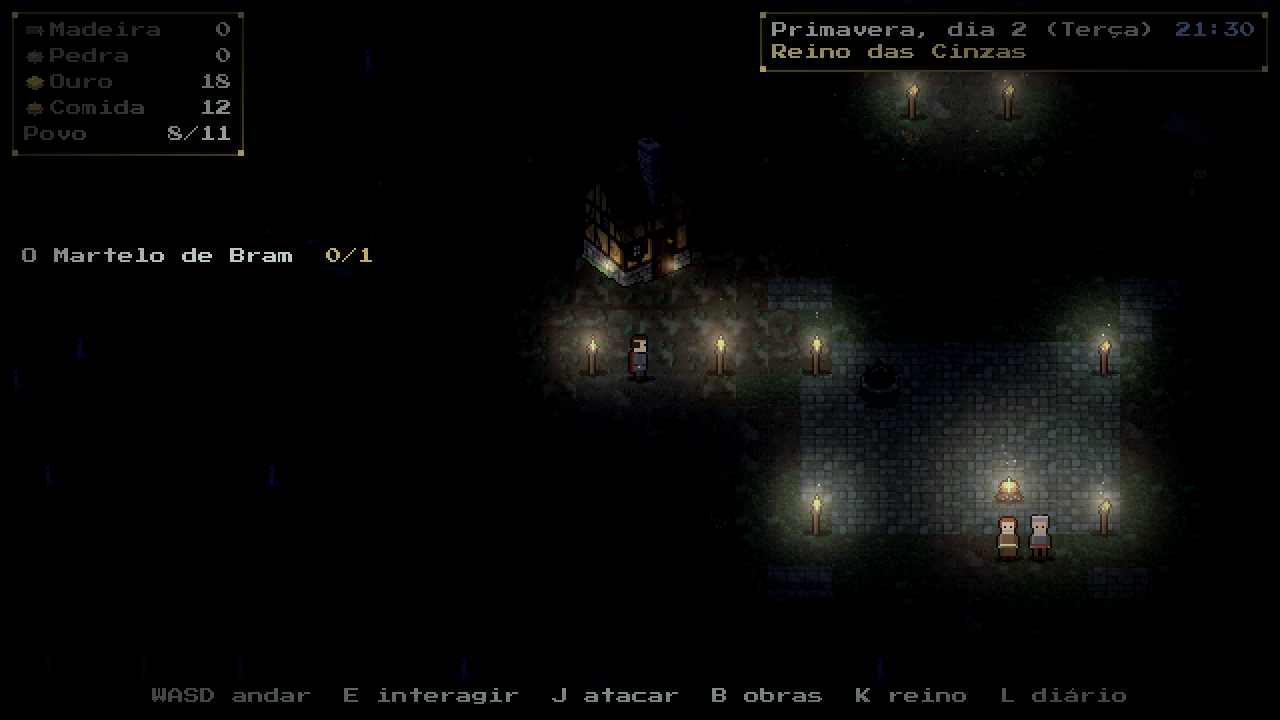 Madeira 0
Pedra 0
Ouro 18
Comida 12
Povo 8/11
Primavera, dia 2 (Terça) 21:30
Reino das Cinzas
O Martelo de Bram 0/1
WASD andar E interagir J atacar B obras K reino L diário